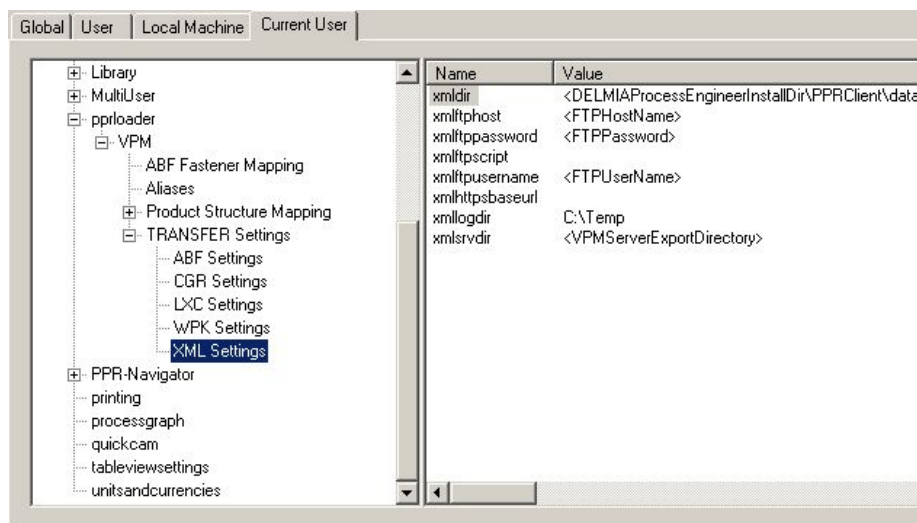 Global User Local Machine Current User
Library
MultiUser
pprloader
VPM
ABF Fastener Mapping
Aliases
Product Structure Mapping
TRANSFER Settings
ABF Settings
CGR Settings
LXC Settings
WPK Settings
XML Settings
PPR-Navigator
printing
processgraph
quickcam
tableviewsettings
unitsandcurrencies
Name Value
xmldir <DELMIAProcessEngineerInstallDir\PPRClient\data
xmlftphost <FTPHostName>
xmlftppassword <FTPPassword>
xmlftpscript
xmlftpusername <FTPUserName>
xmlhttpsbaseurl
xmllogdir C:\Temp
xmlsrvdir <VPMServerExportDirectory>